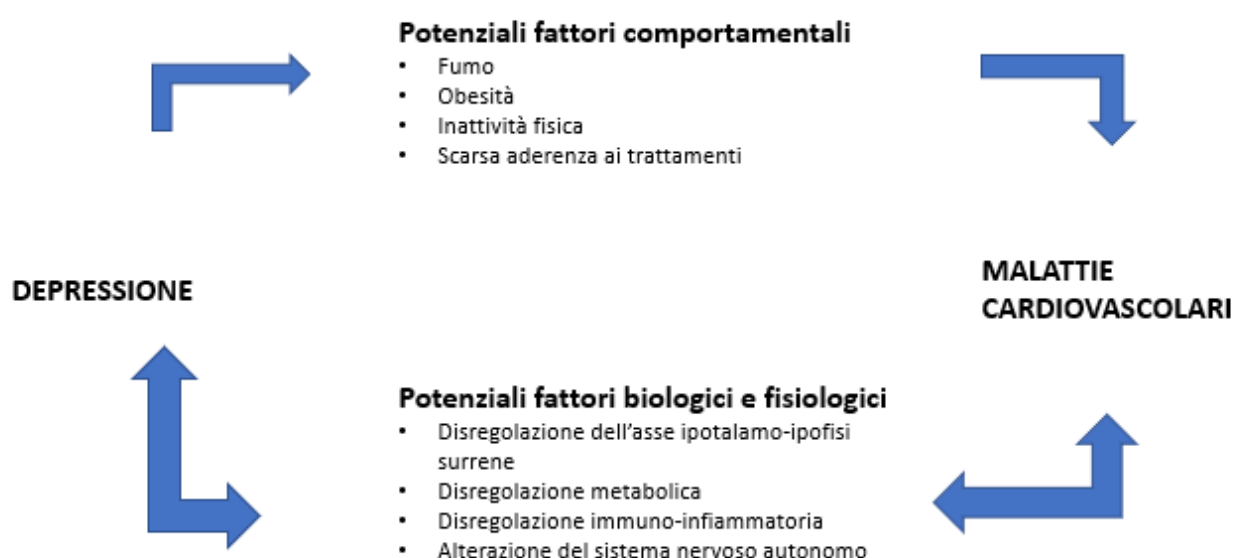 Potenziali fattori comportamentali
• Fumo
• Obesità
• Inattività fisica
• Scarsa aderenza ai trattamenti
DEPRESSIONE
MALATTIE
CARDIOVASCOLARI
Potenziali fattori biologici e fisiologici
• Disregolazione dell'asse ipotalamo-ipofisi
surrene
• Disregolazione metabolica
• Disregolazione immuno-infiammatoria
• Alterazione del sistema nervoso autonomo